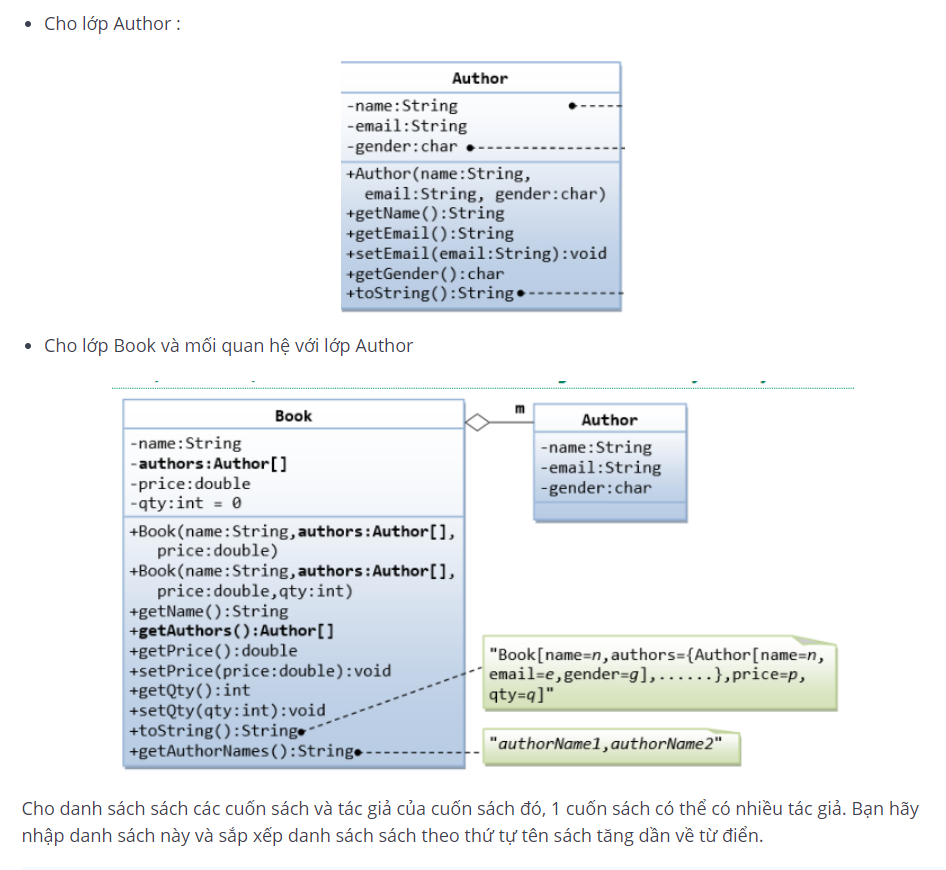 Cho lớp Author :
Author
-name:String
-email:String
-gender:char
+Author(name:String,
email:String, gender:char)
+getName():String
+getEmail():String
+setEmail(email:String):void
+getGender():char
+toString():String
Cho lớp Book và mối quan hệ với lớp Author
Book
-name:String
-authors:Author[]
-price:double
-qty:int = 0
+Book(name:String,authors:Author[],
price:double)
+Book(name:String,authors:Author[],
price:double,qty:int)
+getName():String
+getAuthors():Author[]
+getPrice():double
+setPrice(price:double):void
+getQty():int
+setQty(qty:int):void
+toString():String
+getAuthorNames():String
m
Author
-name:String
-email:String
-gender:char
"Book[name=n,authors={Author[name=n,
email=e,gender=g],......},price=p,
qty=q]"
"authorName1,authorName2"
Cho danh sách sách các cuốn sách và tác giả của cuốn sách đó, 1 cuốn sách có thể có nhiều tác giả. Bạn hãy
nhập danh sách này và sắp xếp danh sách sách theo thứ tự tên sách tăng dần về từ điển.